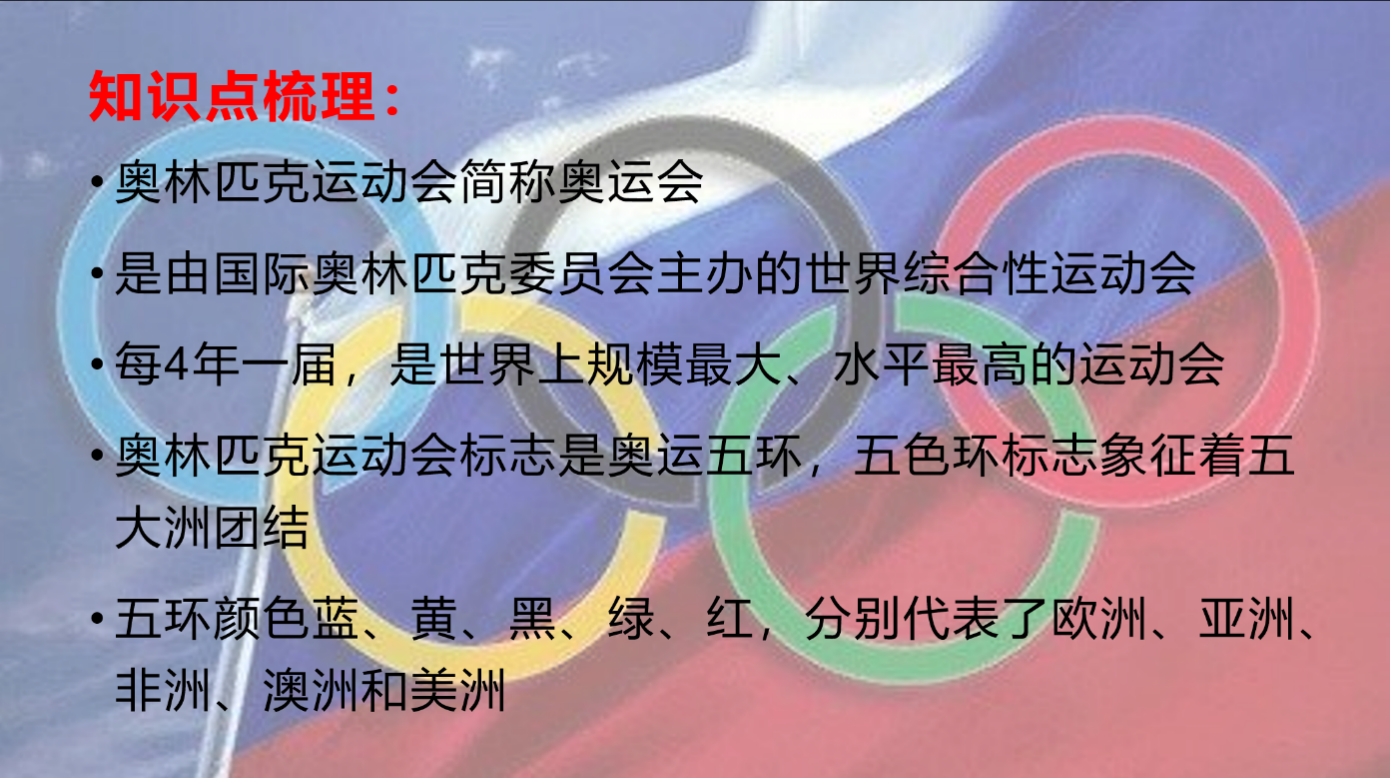 知识点梳理：
•奥林匹克运动会简称奥运会
•是由国际奥林匹克委员会主办的世界综合性运动会
•每4年一届，是世界上规模最大、水平最高的运动会
•奥林匹克运动会标志是奥运五环，五色环标志象征着五
大洲团结
•五环颜色蓝、黄、黑、绿、红，分别代表了欧洲、亚洲、
非洲、澳洲和美洲